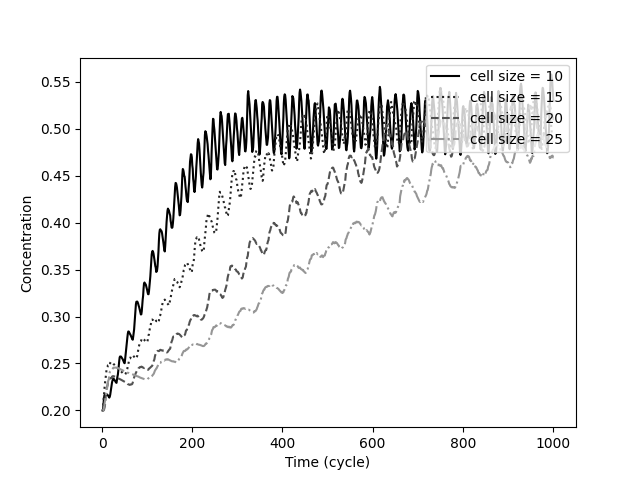 cell size = 10
cell size = 15
cell size = 20
cell size = 25
0.55
0.50
0.45
0.40
0.35
0.30
0.25
0.20
Concentration
0 200 400 600 800 1000
Time (cycle)